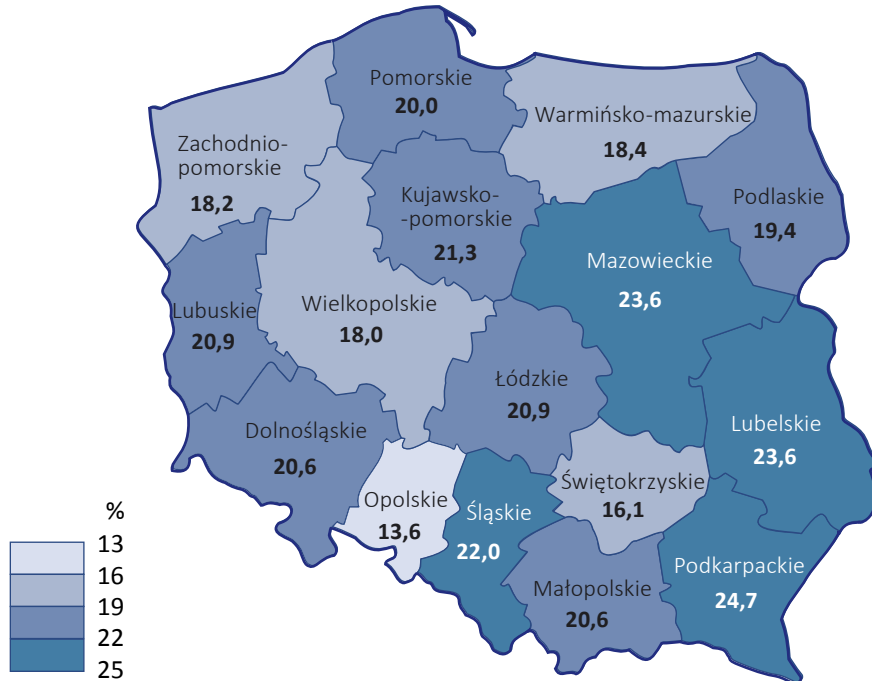 Pomorskie
20,0
Warmińsko-mazurskie
18,4
Zachodnio-
pomorskie
18,2
Kujawsko-
-pomorskie
21,3
Podlaskie
19,4
Mazowieckie
23,6
Lubuskie
20,9
Wielkopolskie
18,0
Łódzkie
20,9
Lubelskie
23,6
Dolnośląskie
20,6
Opolskie
13,6
Śląskie
22,0
Świętokrzyskie
16,1
Małopolskie
20,6
Podkarpackie
24,7
%
13
16
19
22
25